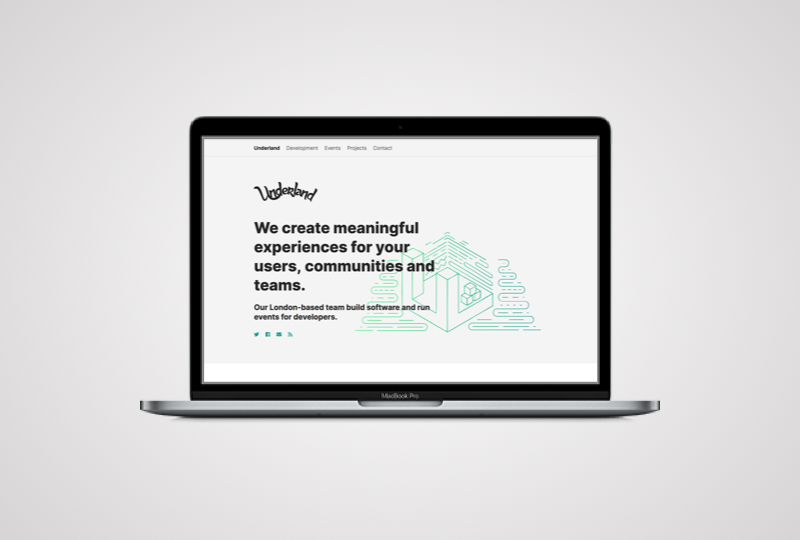 Underland Development Events Projects Contact
Underland
We create meaningful
experiences for your
users, communities and
teams.
Our London-based team build software and run
events for developers.
MacBook Pro